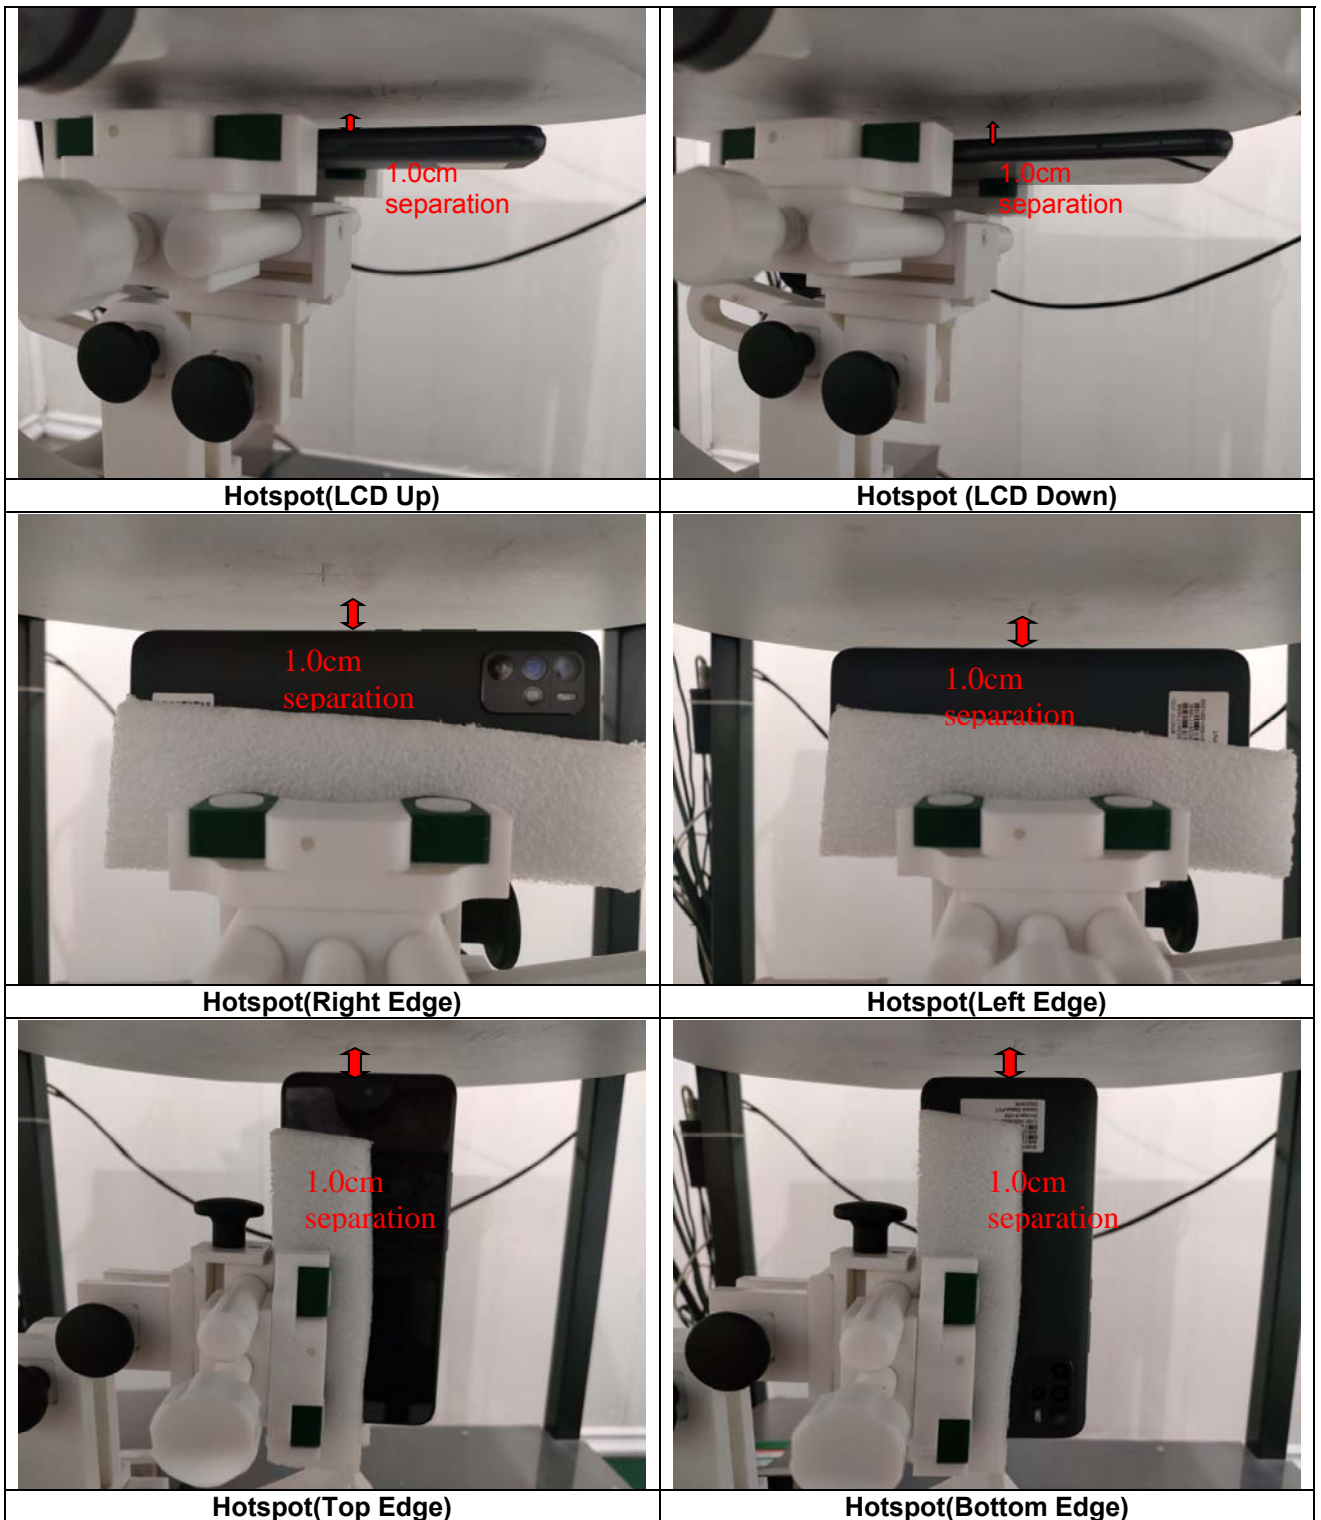 1.0cm
separation
1.0cm
separation
Hotspot(LCD Up)
Hotspot (LCD Down)
1.0cm
separation
1.0cm
separation
Hotspot(Right Edge)
Hotspot(Left Edge)
1.0cm
separation
1.0cm
separation
Hotspot(Top Edge)
Hotspot(Bottom Edge)